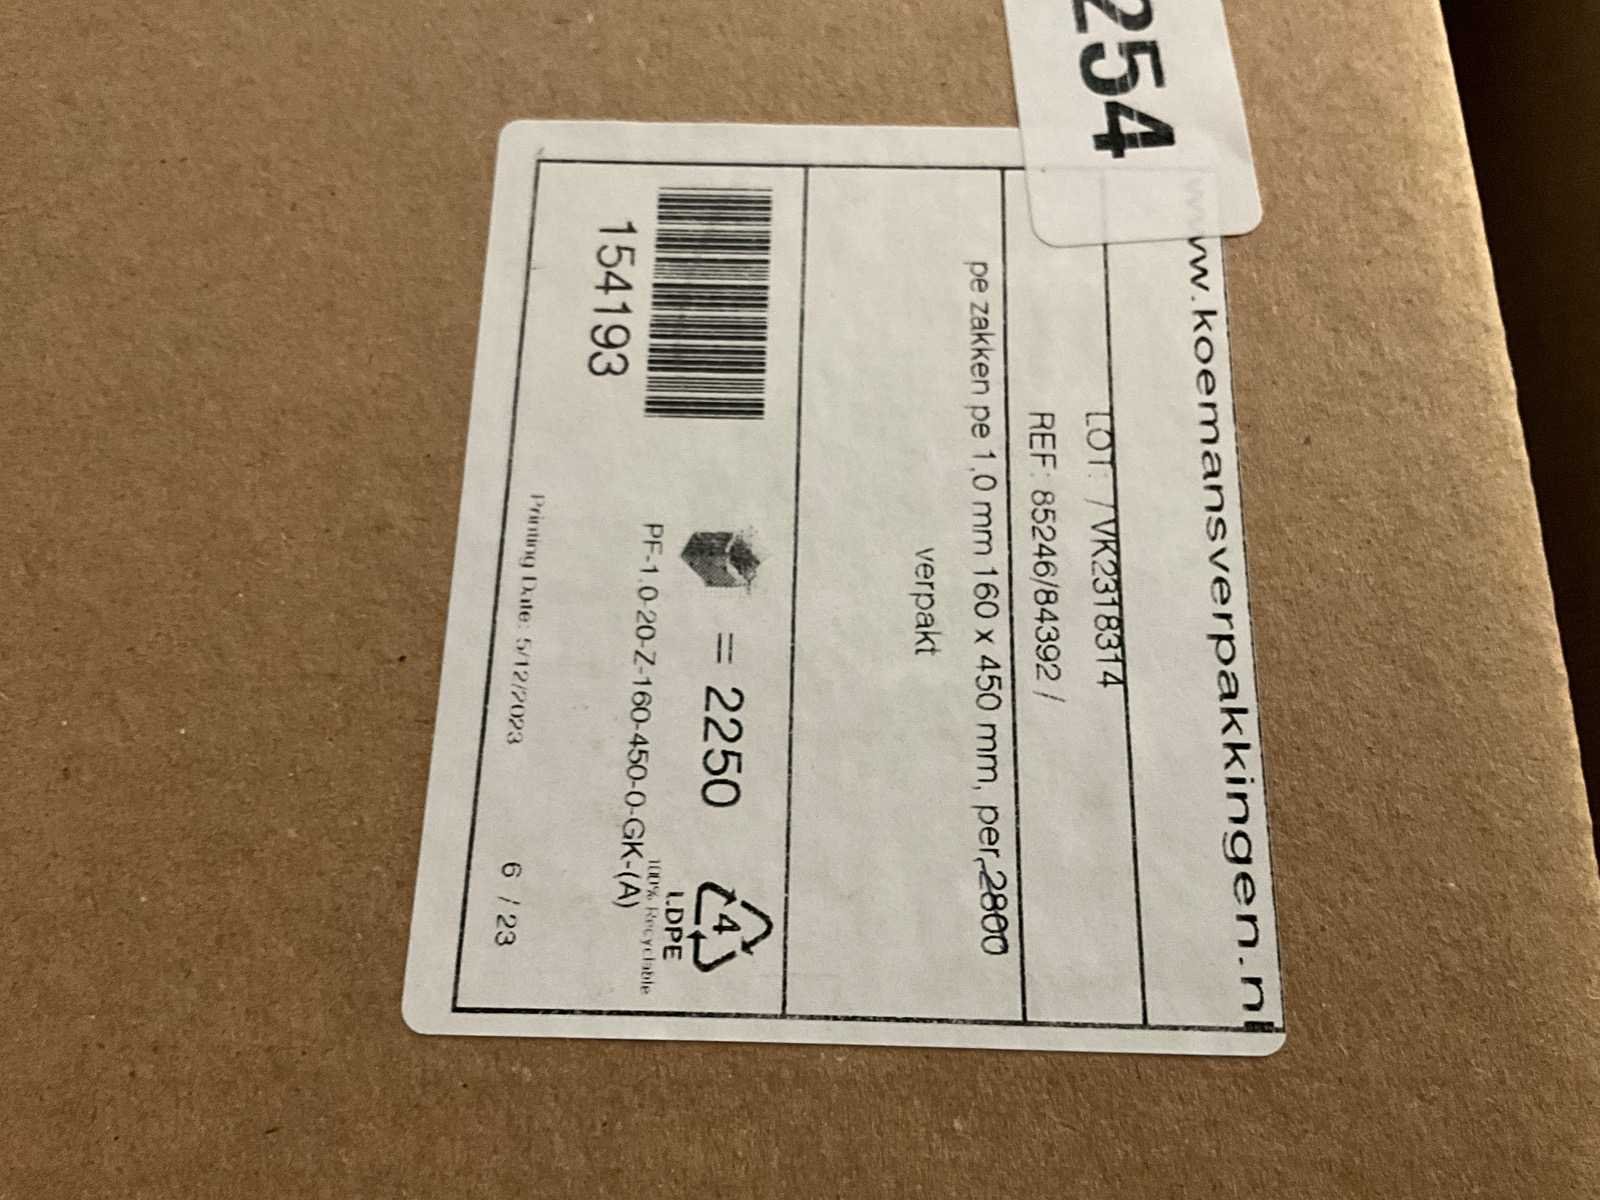 254
www.koemansverpakkingen.nl
LOT: /VK2318314
REF: 85246/84392 /
pe zakken pe 1,0 mm 160 x 450 mm, per 2800
verpakt
= 2250
154193
4
LDPE
100% Recyclable
PF-1.0-20-Z-160-450-0-GK-(A)
Printing Date: 5/12/2023
6 / 23